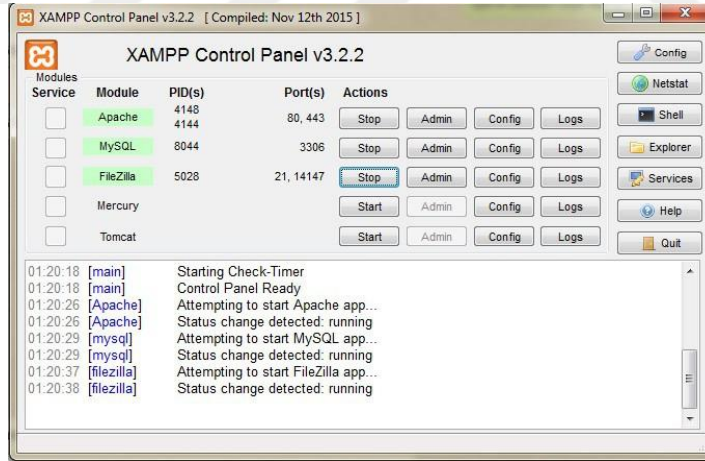 XAMPP Control Panel v3.2.2 [ Compiled: Nov 12th 2015 ]
XAMPP Control Panel v3.2.2
Config
Modules
Service Module PID(s) Port(s) Actions
Netstat
Apache 4148 4144 80, 443 Stop Admin Config Logs
Shell
MySQL 8044 3306 Stop Admin Config Logs
Explorer
FileZilla 5028 21, 14147 Stop Admin Config Logs
Services
Mercury Start Admin Config Logs
Help
Tomcat Start Admin Config Logs
Quit
01:20:18 [main] Starting Check-Timer
01:20:18 [main] Control Panel Ready
01:20:26 [Apache] Attempting to start Apache app...
01:20:26 [Apache] Status change detected: running
01:20:29 [mysql] Attempting to start MySQL app...
01:20:29 [mysql] Status change detected: running
01:20:37 [filezilla] Attempting to start FileZilla app...
01:20:38 [filezilla] Status change detected: running